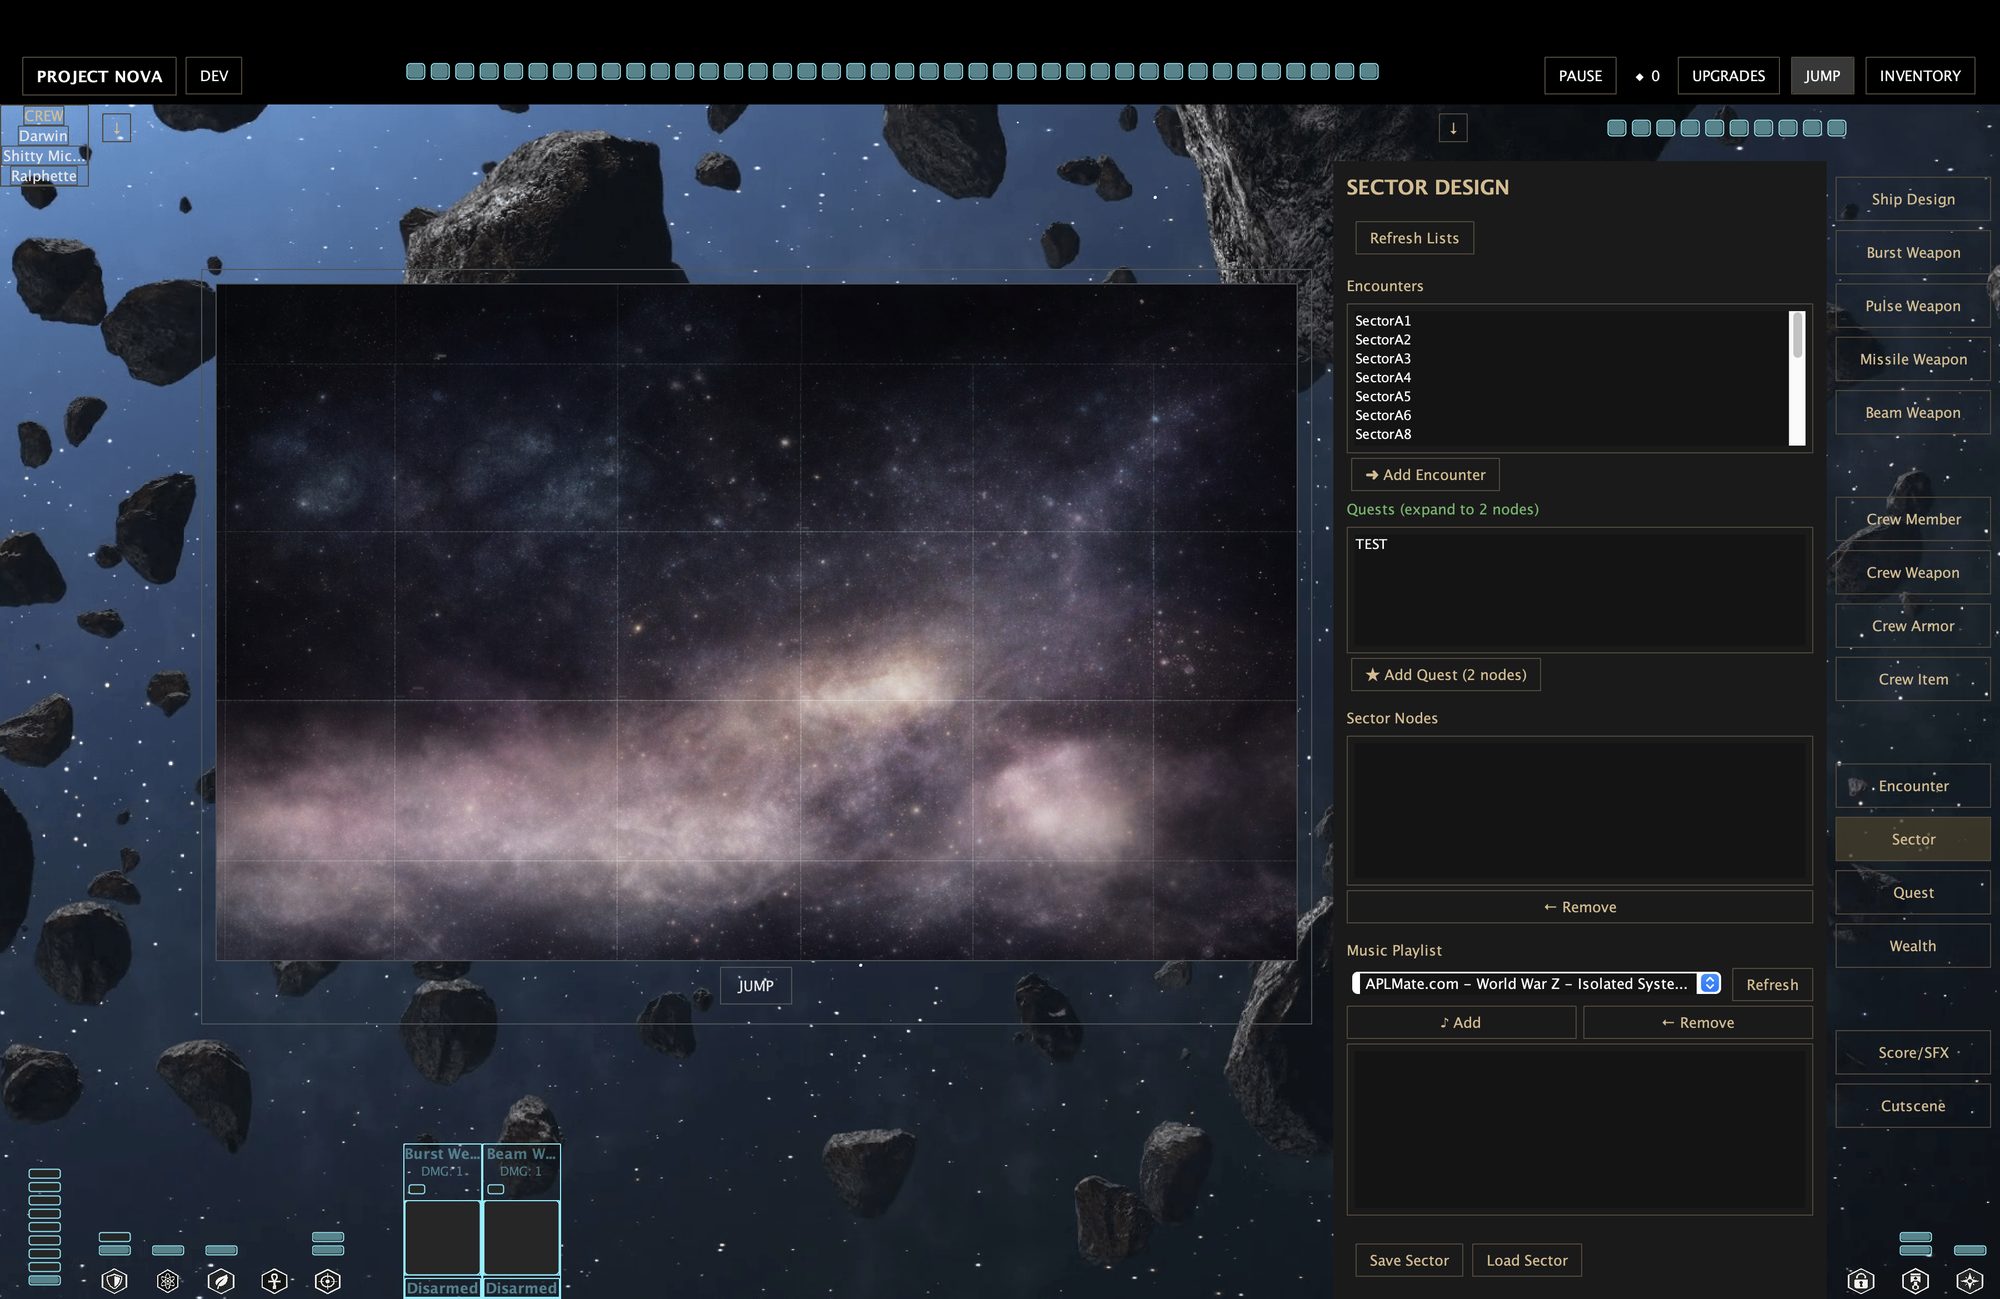 PROJECT NOVA
DEV
PAUSE
0
UPGRADES
JUMP
INVENTORY
CREW
Darwin
Shitty Mic...
Ralphette
↓
↓
SECTOR DESIGN
Refresh Lists
Encounters
SectorA1
SectorA2
SectorA3
SectorA4
SectorA5
SectorA6
SectorA8
➜ Add Encounter
Quests (expand to 2 nodes)
TEST
★ Add Quest (2 nodes)
Sector Nodes
← Remove
Music Playlist
APLMate.com – World War Z – Isolated Syste...
Refresh
♪ Add
← Remove
Save Sector
Load Sector
Ship Design
Burst Weapon
Pulse Weapon
Missile Weapon
Beam Weapon
Crew Member
Crew Weapon
Crew Armor
Crew Item
Encounter
Sector
Quest
Wealth
Score/SFX
Cutscene
JUMP
Burst We...
DMG: 1
Disarmed
Beam W...
DMG: 1
Disarmed